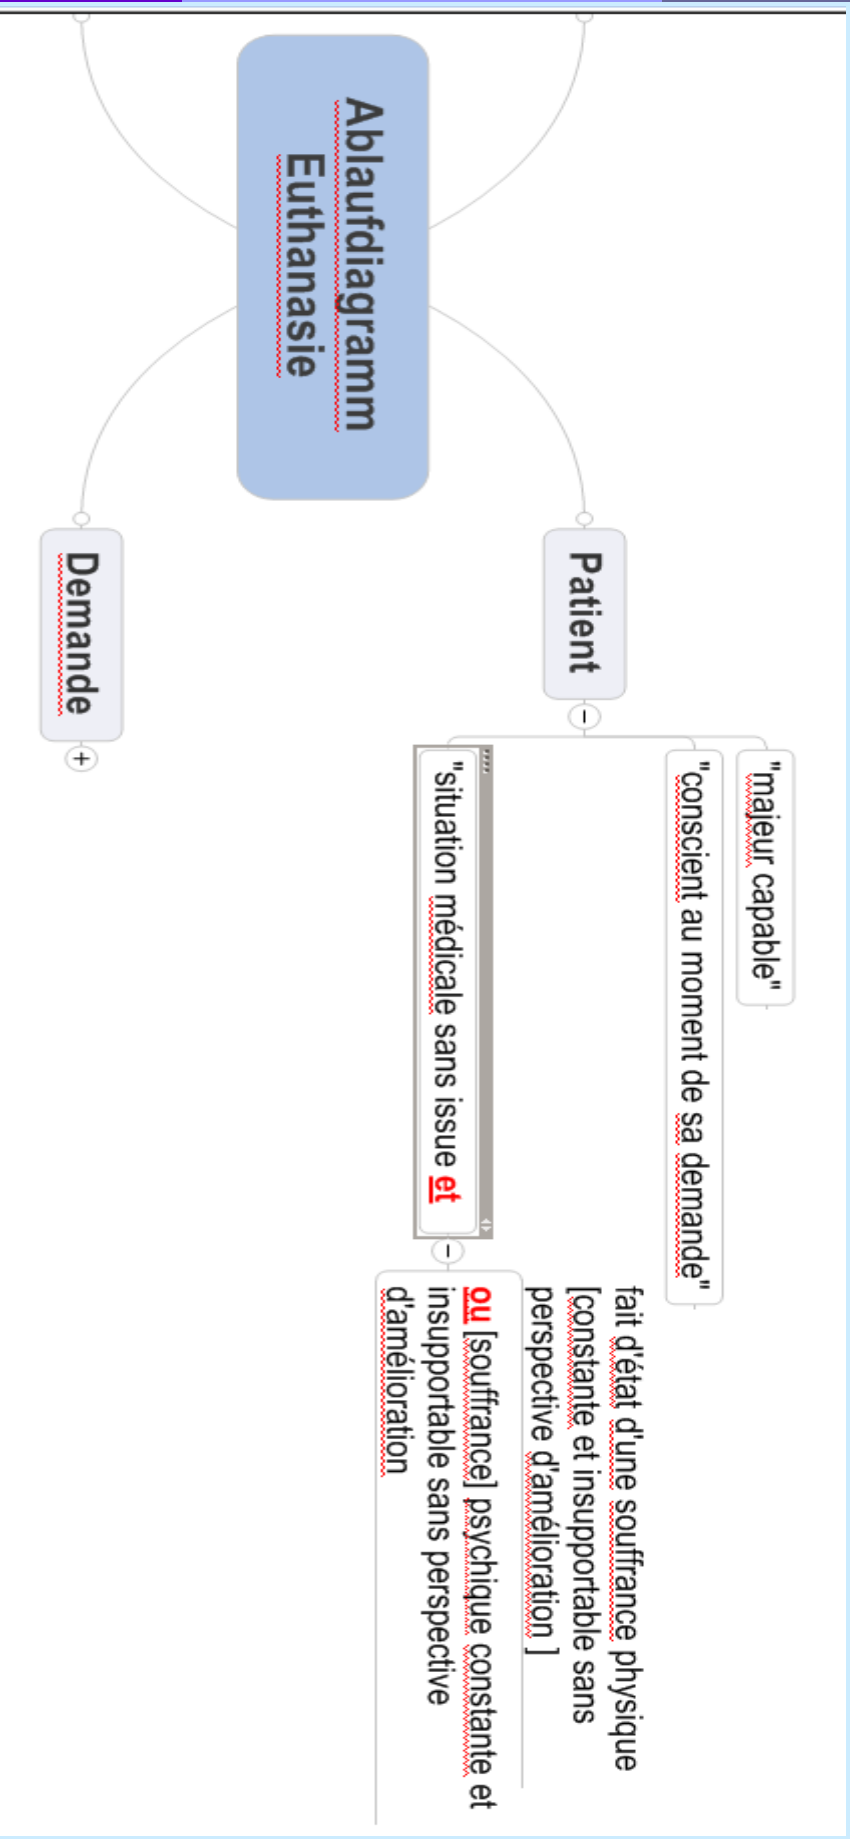 Ablaufdiagramm
Euthanasie
Patient
"majeur capable"
"conscient au moment de sa demande"
"situation médicale sans issue et
fait d'état d'une souffrance physique
[constante et insupportable sans
perspective d'amélioration ]
ou [souffrance] psychique constante et
insupportable sans perspective
d'amélioration
Demande